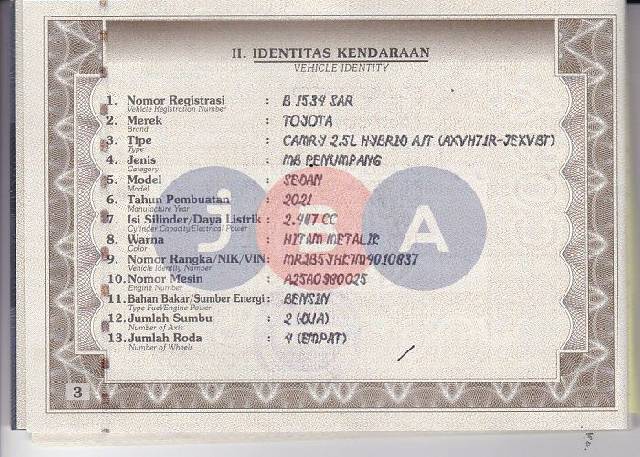 II. IDENTITAS KENDARAAN
VEHICLE IDENTITY
1. Nomor Registrasi : B 1534 SAR
Vehicle Registration Number
2. Merek : TOYOTA
Brand
3. Tipe : CAMRY 2.5L HYBRID A/T (AXVH71R-JEXVBT)
Type
4. Jenis : MB PENUMPANG
Category
5. Model : SEDAN
Model
6. Tahun Pembuatan : 2021
Manufacture Year
7 Isi Silinder/Daya Listrik : 2.487 CC
Cylinder Capacity/Electrical Power
8. Warna : HITAM METALIK
Color
9. Nomor Rangka/NIK/VIN :
Vehicle Identity Number
10. Nomor Mesin :
Engine Number
11. Bahan Bakar/Sumber Energi : BENSIN
Type Fuel/Engine Power
12. Jumlah Sumbu : 2 (DUA)
Number of Axis
13. Jumlah Roda : 4 (EMPAT)
Number of Wheels
JBA
3